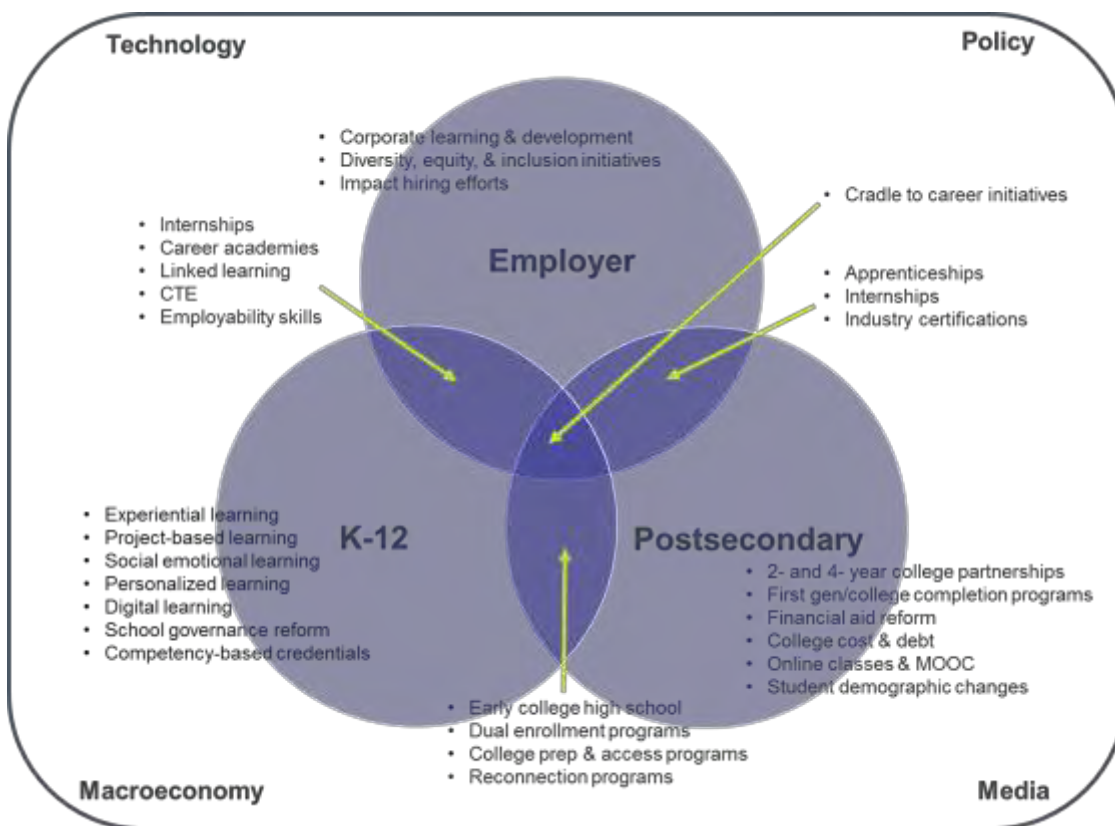 Technology
Policy
• Corporate learning & development
• Diversity, equity, & inclusion initiatives
• Impact hiring efforts
• Cradle to career initiatives
• Internships
• Career academies
• Linked learning
• CTE
• Employability skills
Employer
• Apprenticeships
• Internships
• Industry certifications
• Experiential learning
• Project-based learning
• Social emotional learning
• Personalized learning
• Digital learning
• School governance reform
• Competency-based credentials
K-12
Postsecondary
• 2- and 4- year college partnerships
• First gen/college completion programs
• Financial aid reform
• College cost & debt
• Online classes & MOOC
• Student demographic changes
• Early college high school
• Dual enrollment programs
• College prep & access programs
• Reconnection programs
Macroeconomy
Media